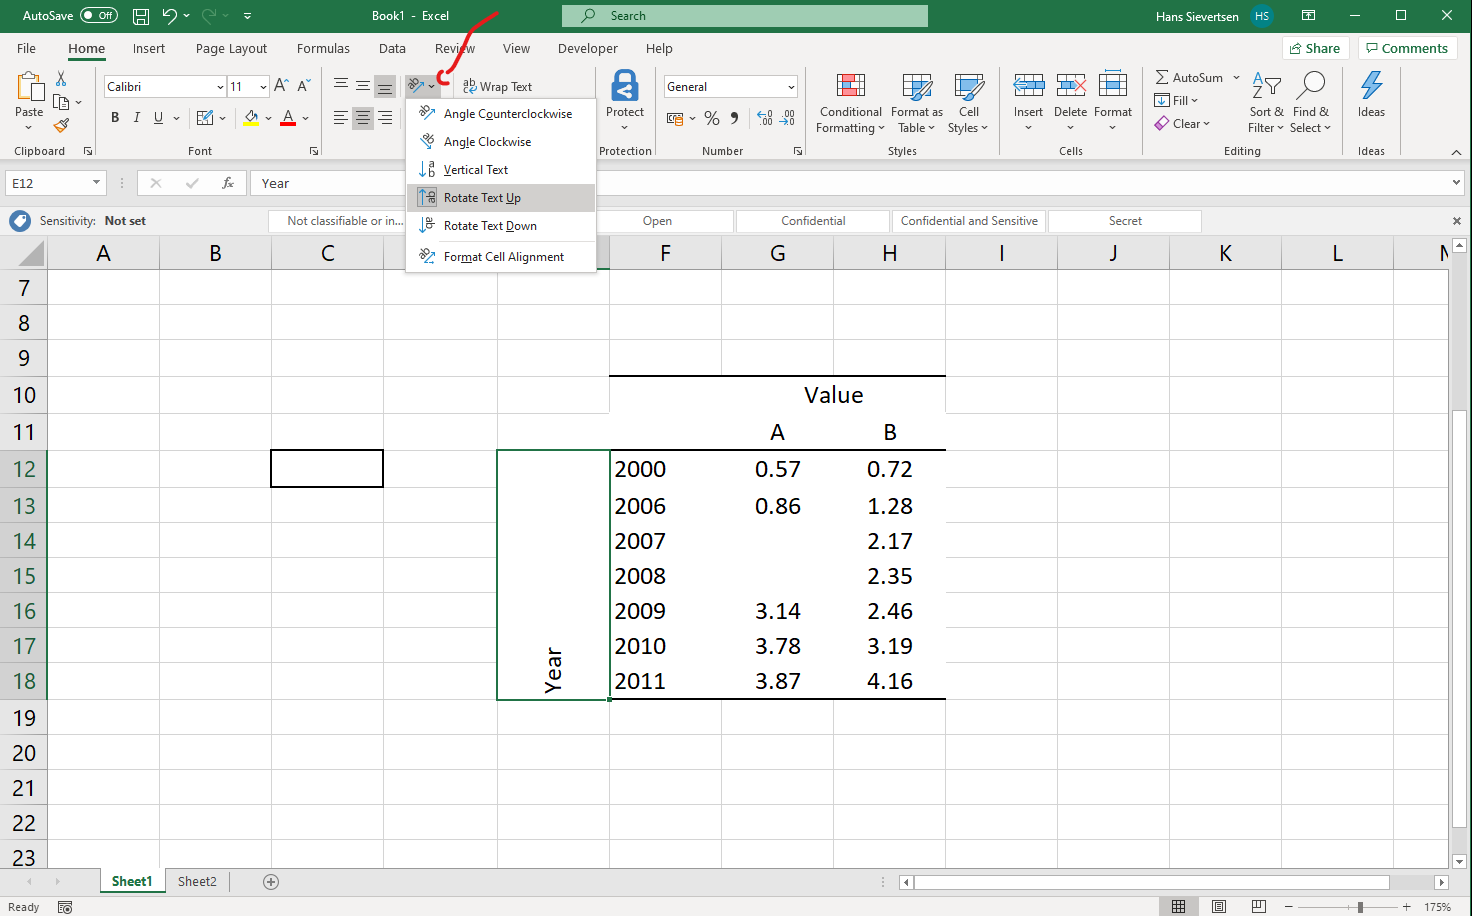 AutoSave Off Book1 - Excel Search Hans Sievertsen HS
File Home Insert Page Layout Formulas Data Review View Developer Help Share Comments
Paste
Clipboard
Calibri 11
B I U A
Font
ab Wrap Text
Angle Counterclockwise
Angle Clockwise
Vertical Text
Rotate Text Up
Rotate Text Down
Format Cell Alignment
Protect
Protection
General
% ,
Number
Conditional Formatting
Format as Table
Cell Styles
Styles
Insert Delete Format
Cells
AutoSum
Fill
Clear
Sort & Filter
Find & Select
Editing
Ideas
Ideas
E12 fx Year
Sensitivity: Not set Not classifiable or in... Open Confidential Confidential and Sensitive Secret
A B C F G H I J K L
7
8
9
10 Value
11 A B
12 2000 0.57 0.72
13 2006 0.86 1.28
14 2007 2.17
15 2008 2.35
16 2009 3.14 2.46
17 2010 3.78 3.19
18 Year 2011 3.87 4.16
19
20
21
22
23
Sheet1 Sheet2
Ready 175%